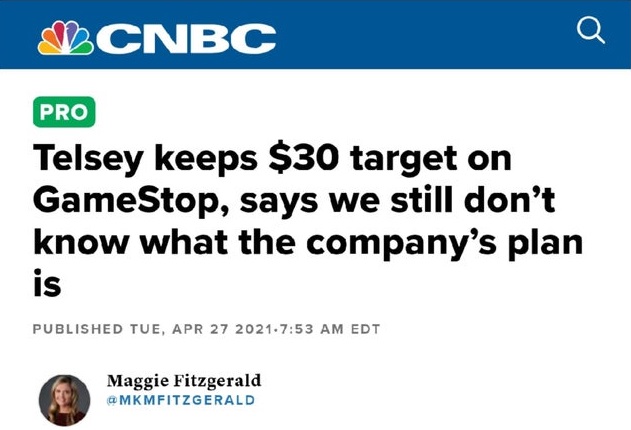 CNBC
PRO
Telsey keeps $30 target on
GameStop, says we still don’t
know what the company’s plan
is
PUBLISHED TUE, APR 27 2021•7:53 AM EDT
Maggie Fitzgerald
@MKMFITZGERALD